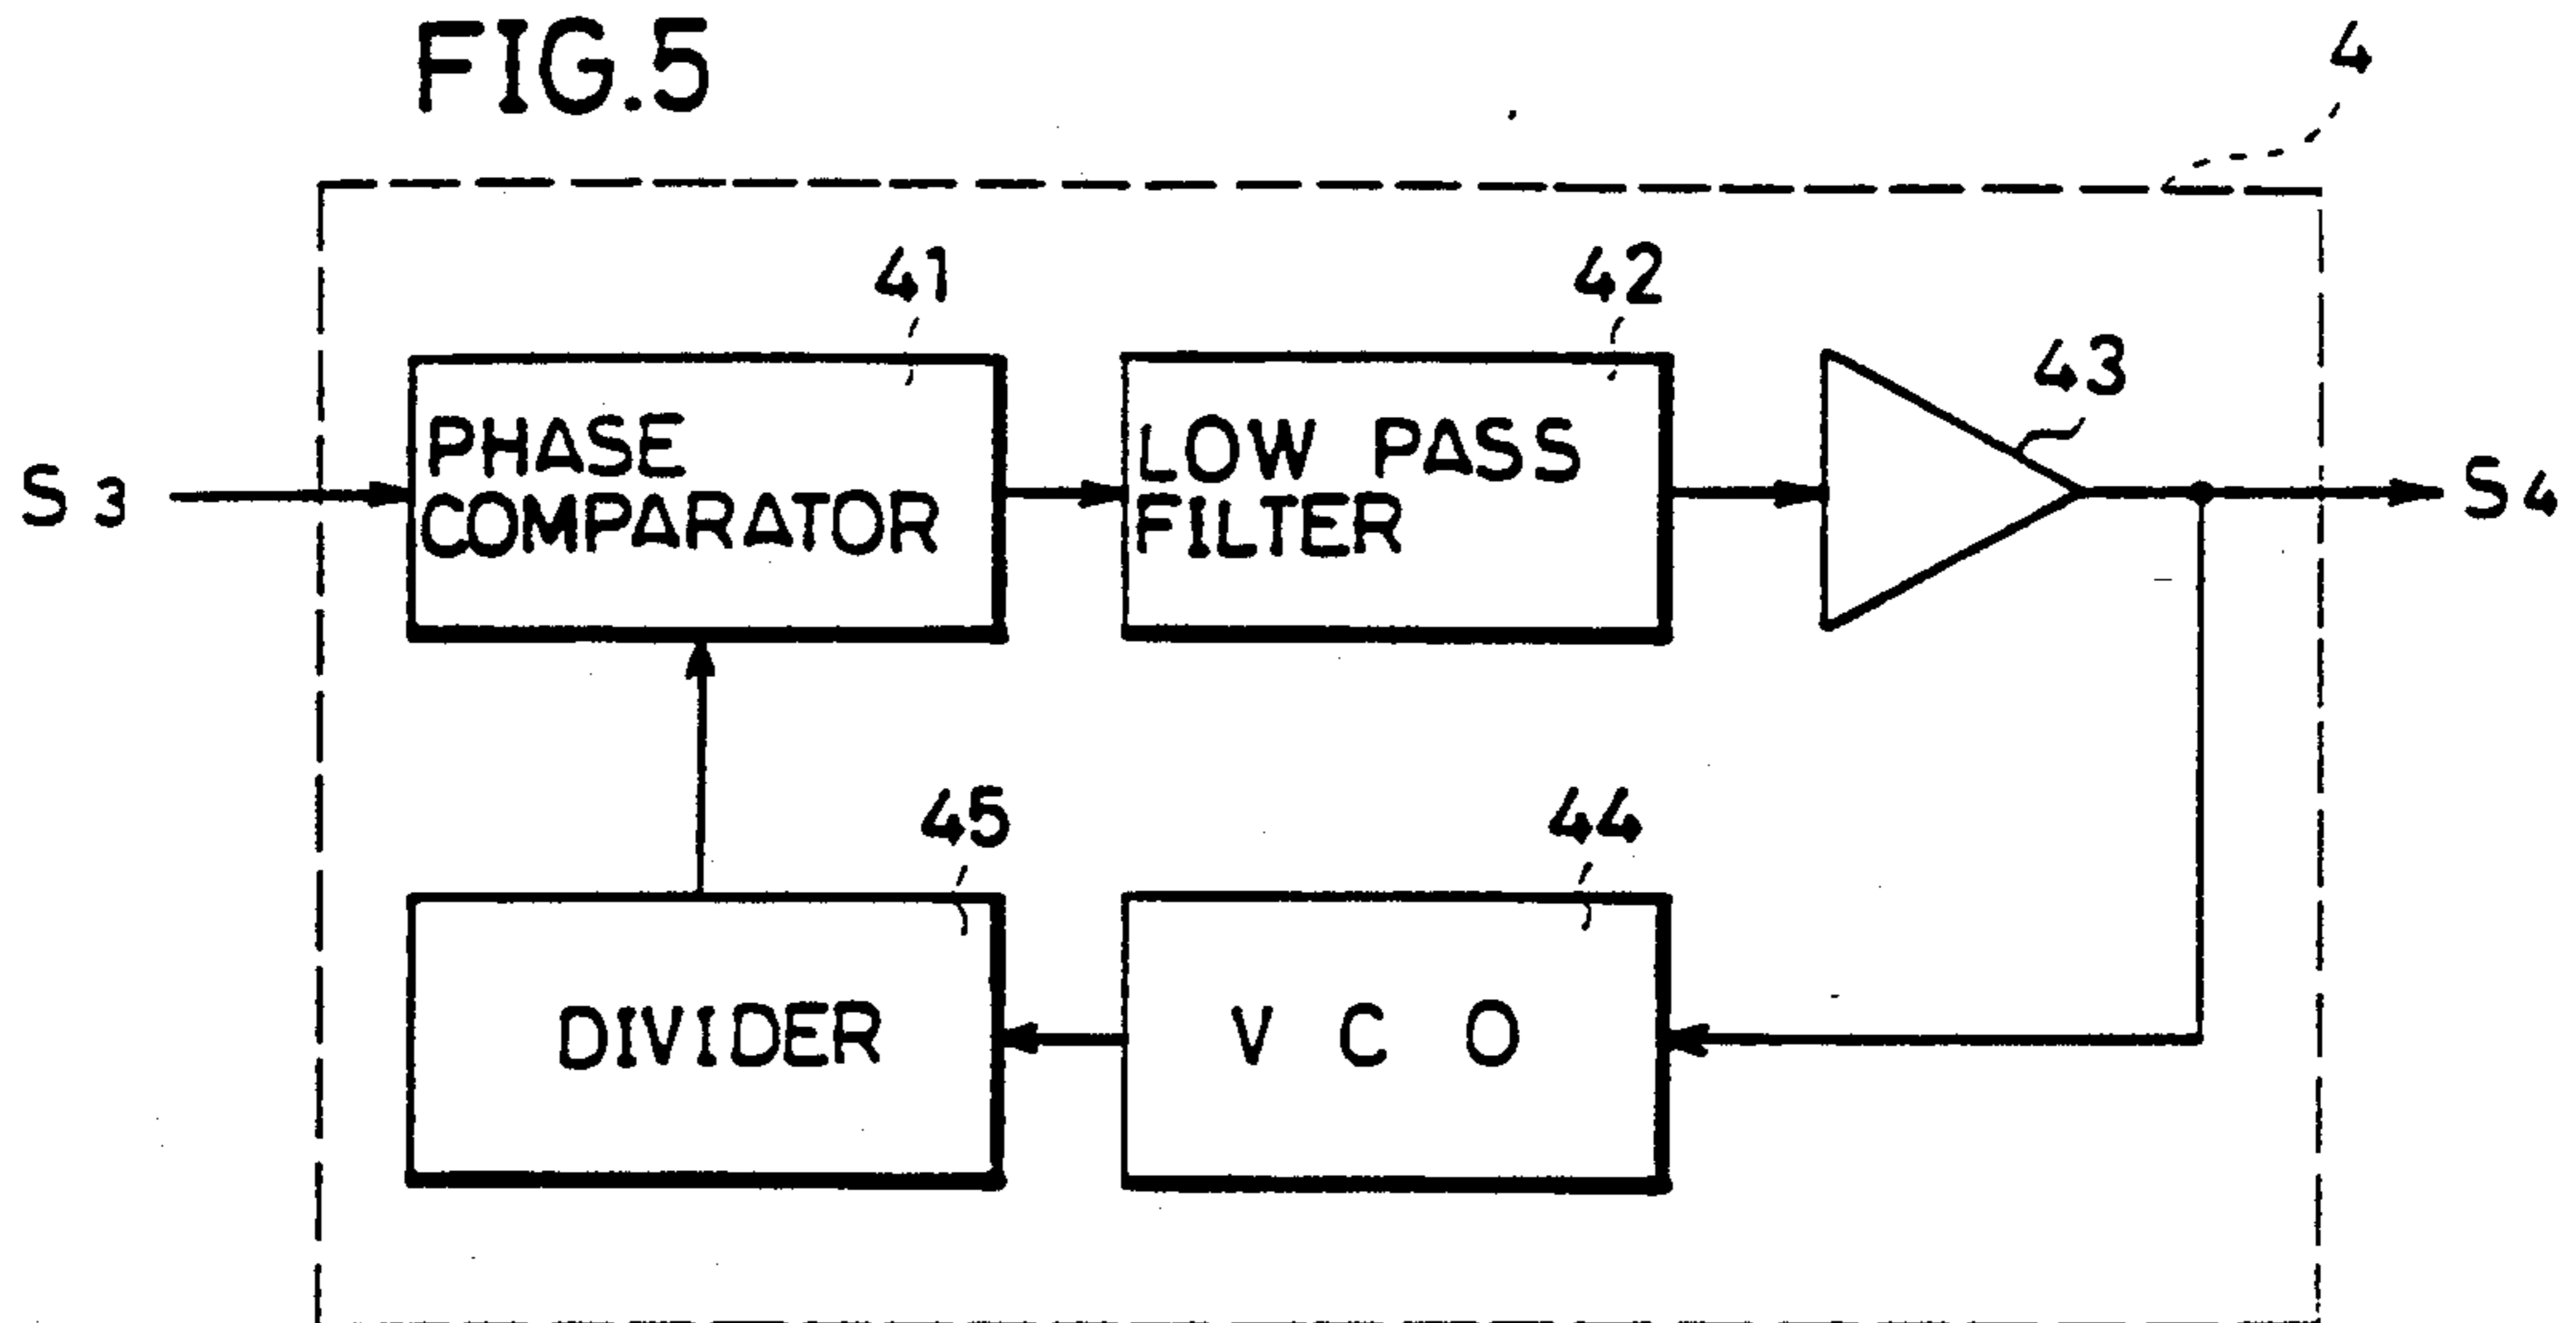 FIG.5
4
41
42
43
PHASE
COMPARATOR
LOW PASS
FILTER
S3
S4
45
44
DIVIDER
V C O